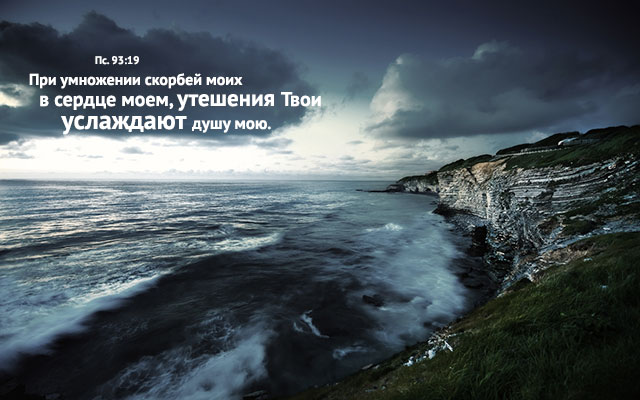 Пс. 93:19
При умножении скорбей моих
в сердце моем, утешения Твои
услаждают душу мою.